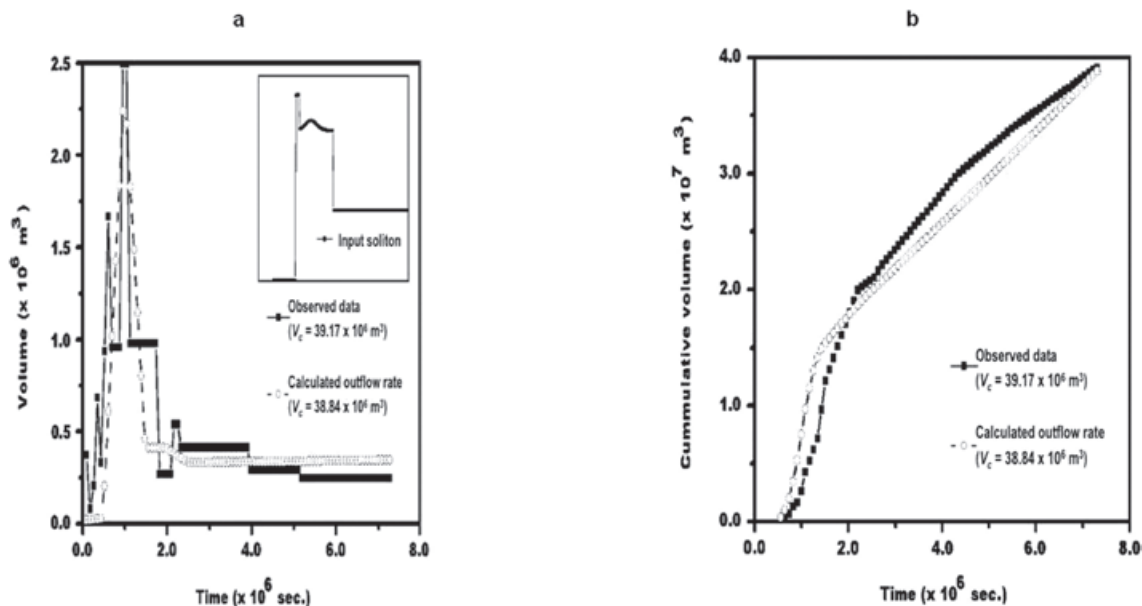 a
b
2.5
2.0
1.5
1.0
0.5
0.0
Volume (x 10⁶ m³)
Input soliton
Observed data
(Vc = 39.17 x 10⁶ m³)
Calculated outflow rate
(Vc = 38.84 x 10⁶ m³)
0.0 2.0 4.0 6.0 8.0
Time (x 10⁶ sec.)
4.0
3.0
2.0
1.0
0.0
Cummulative volume (x 10⁷ m³)
Observed data
(Vc = 39.17 x 10⁶ m³)
Calculated outflow rate
(Vc = 38.84 x 10⁶ m³)
0.0 2.0 4.0 6.0 8.0
Time (x 10⁶ sec.)